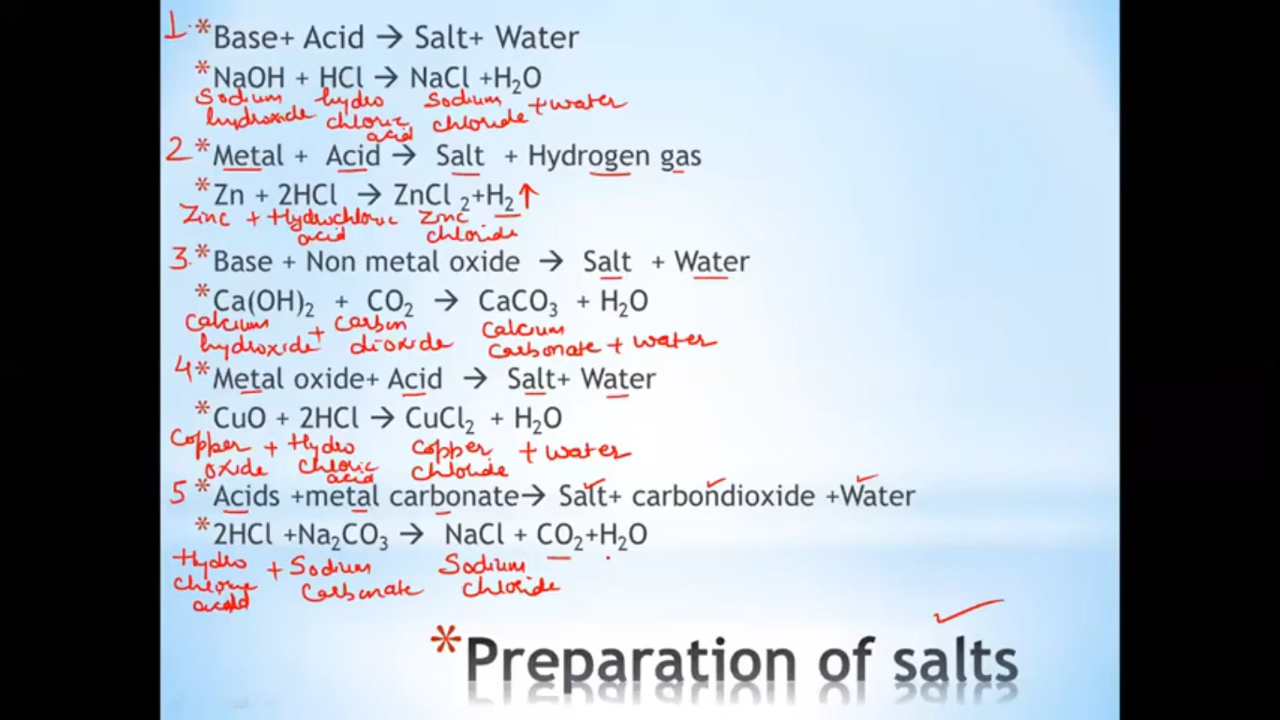 1. *Base+ Acid → Salt+ Water
*NaOH + HCl → NaCl +H₂O
Sodium hydro Sodium + water
hydroxide chloric chloride
acid
2 *Metal + Acid → Salt + Hydrogen gas
*Zn + 2HCl → ZnCl ₂+H₂↑
Zinc + Hydrochloric Zinc
acid chloride
3. *Base + Non metal oxide → Salt + Water
*Ca(OH)₂ + CO₂ → CaCO₃ + H₂O
Calcium + Carbon Calcium
hydroxide dioxide Carbonate + water
4 *Metal oxide+ Acid → Salt+ Water
*CuO + 2HCl → CuCl₂ + H₂O
Copper + Hydro Copper + water
oxide chloric chloride
acid
5 *Acids +metal carbonate→ Salt+ carbondioxide +Water
*2HCl +Na₂CO₃ → NaCl + CO₂+H₂O
Hydro + Sodium Sodium
Carbonate chloride
*Preparation of salts